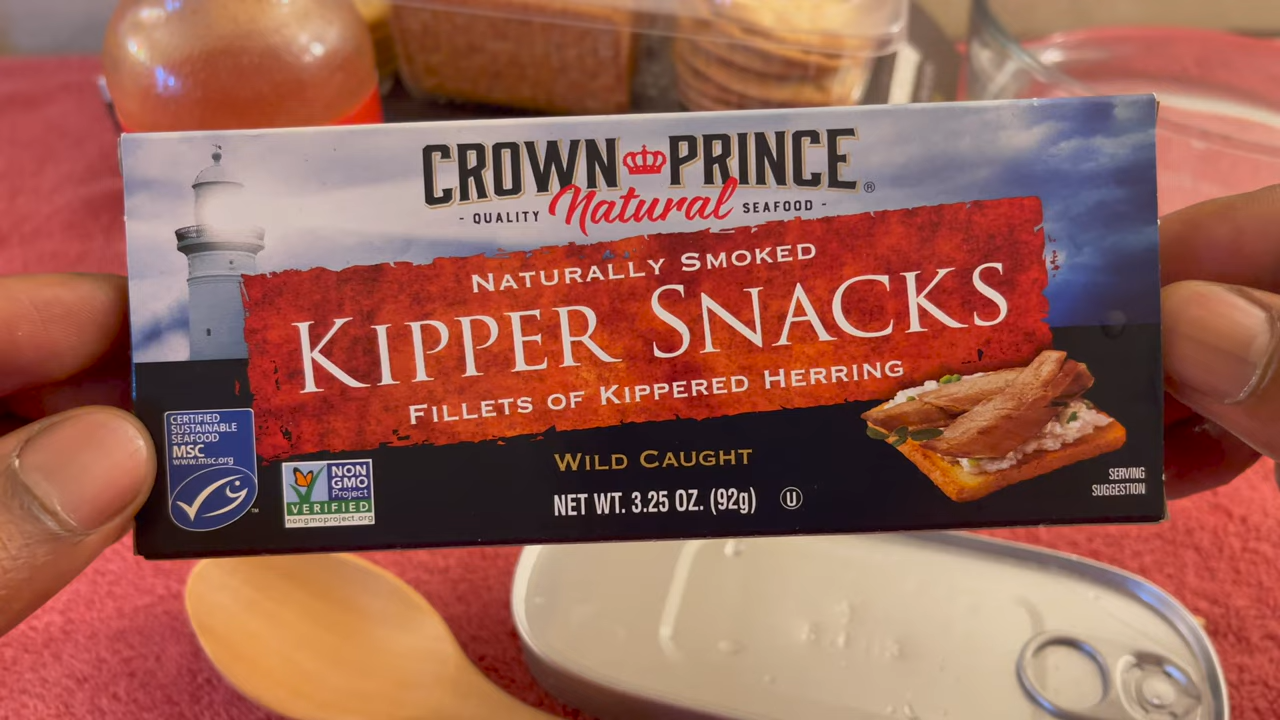 CROWN PRINCE®
- QUALITY Natural SEAFOOD -
NATURALLY SMOKED
KIPPER SNACKS
FILLETS OF KIPPERED HERRING
WILD CAUGHT
NET WT. 3.25 OZ. (92g) U
CERTIFIED
SUSTAINABLE
SEAFOOD
MSC
www.msc.org
TM
NON
GMO
Project
VERIFIED
nongmoproject.org
SERVING
SUGGESTION